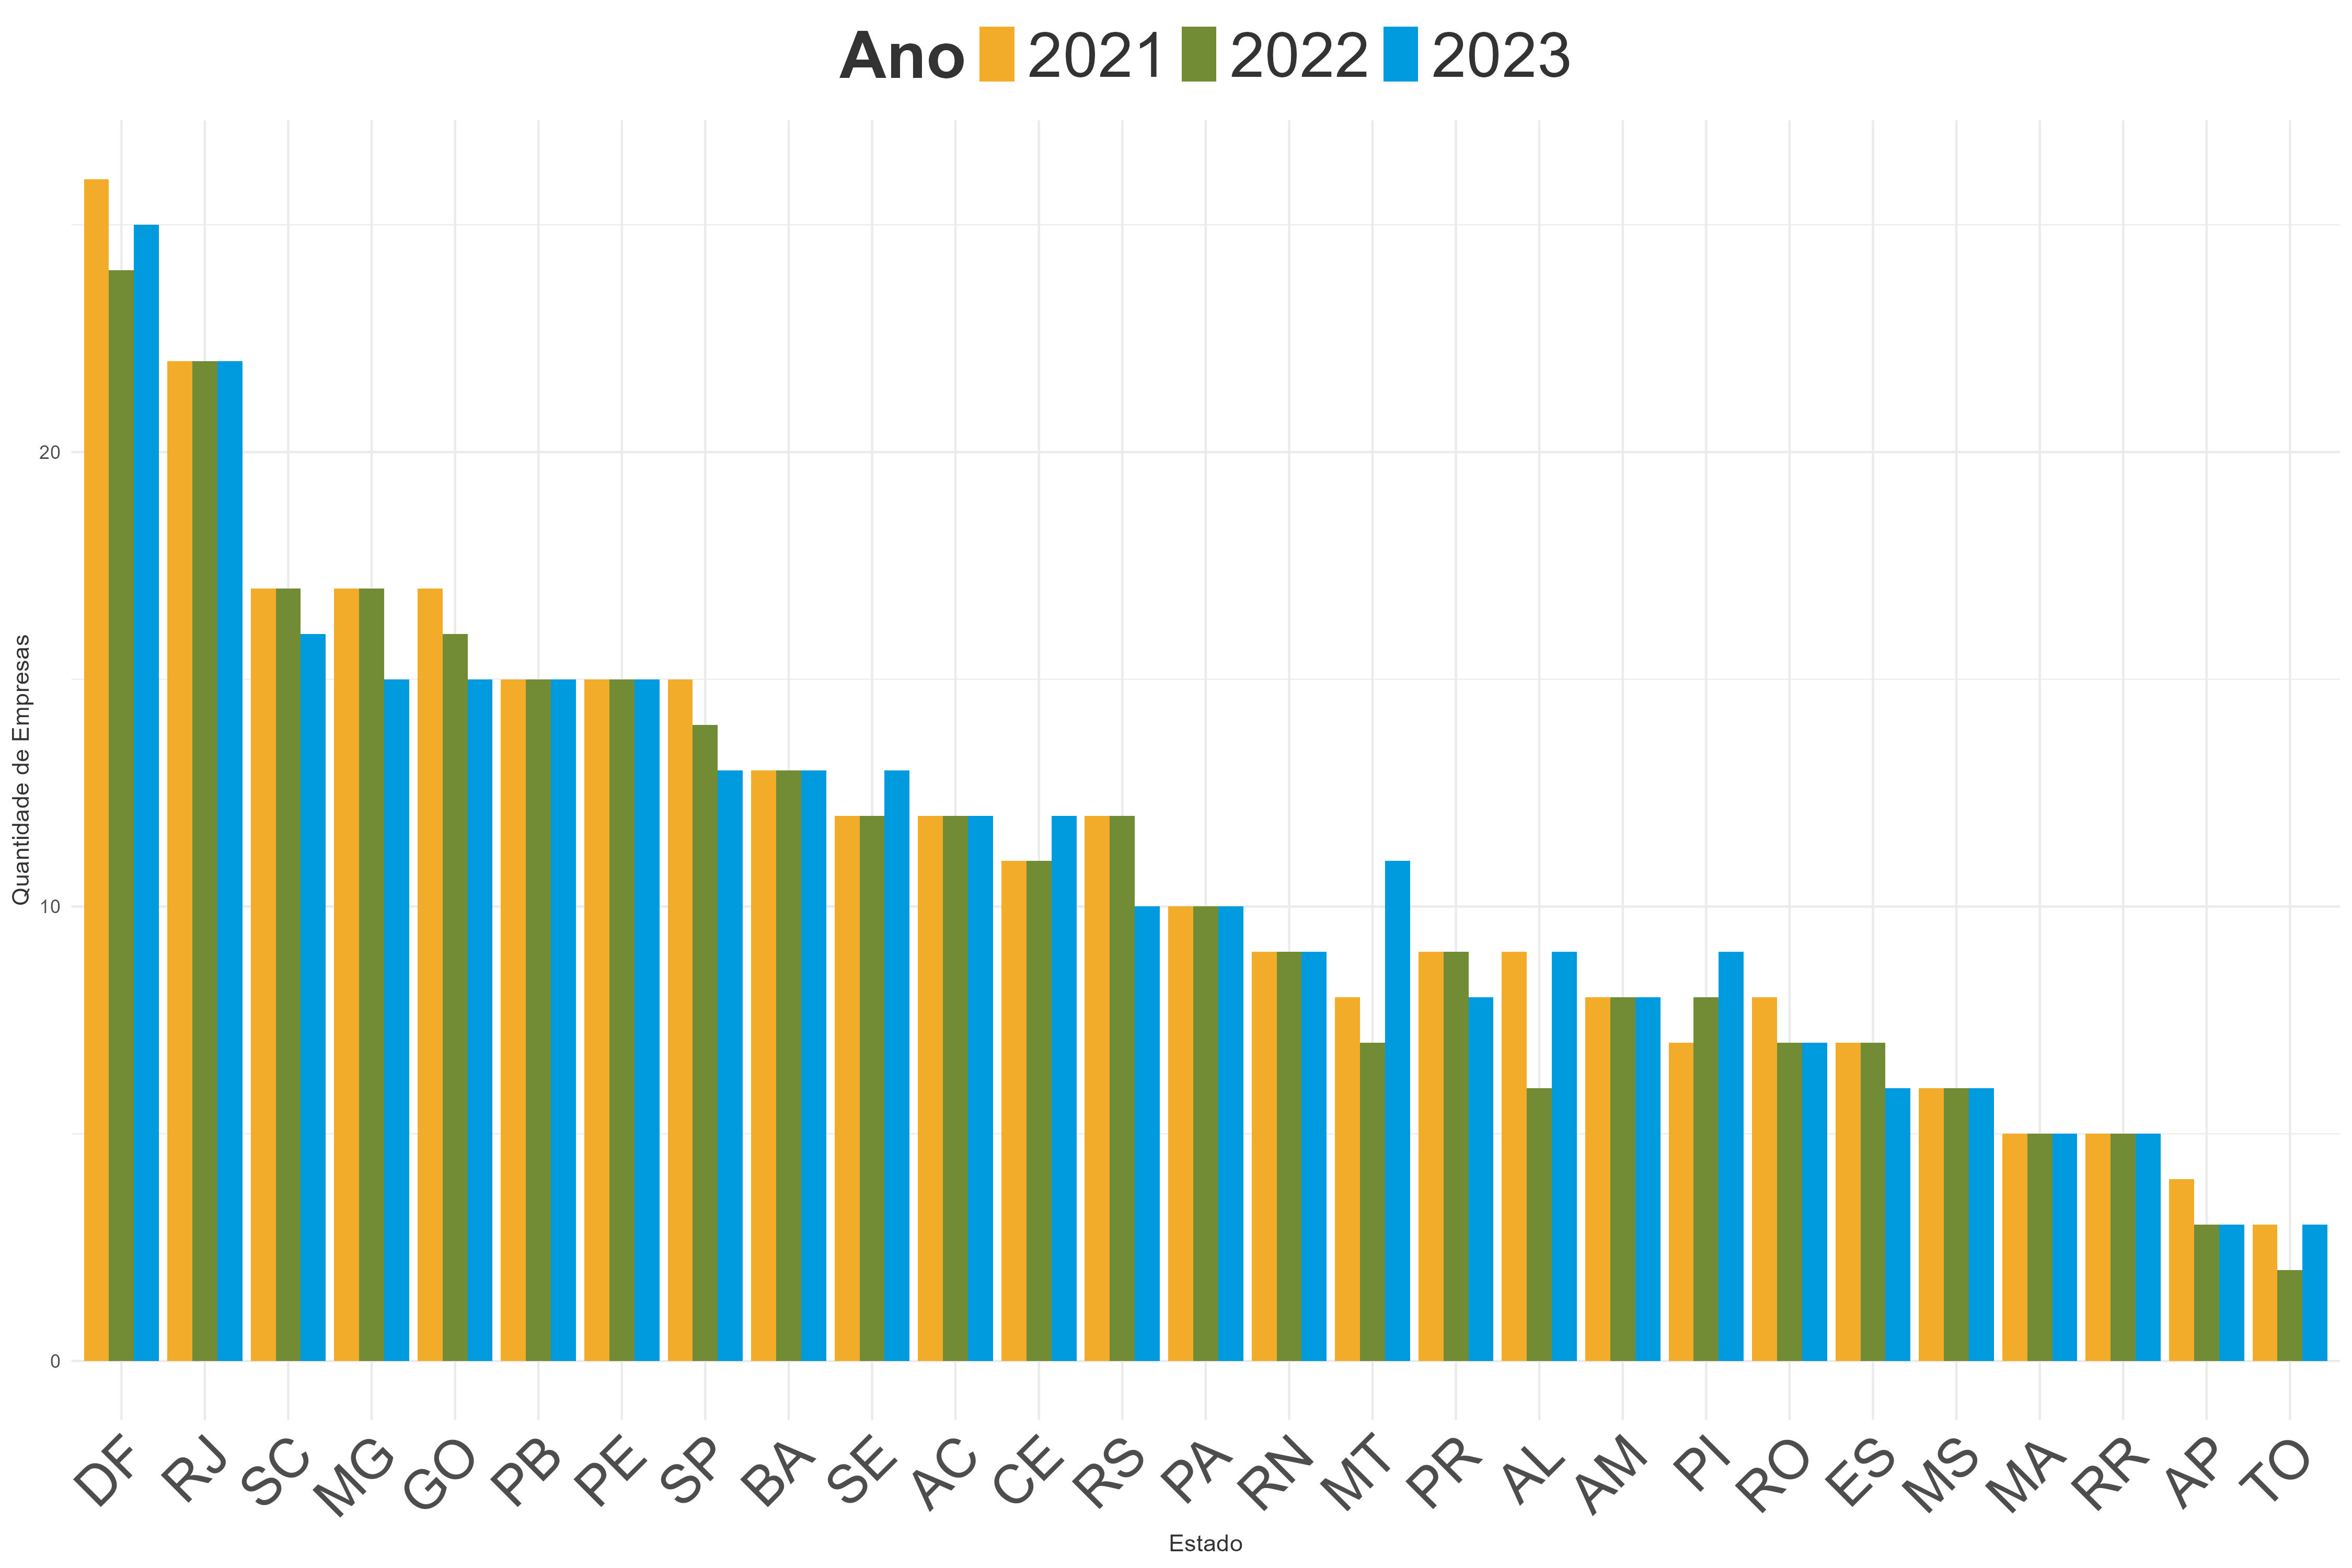 Ano 2021 2022 2023
20
10
0
Quantidade de Empresas
DF RJ SC MG GO PB PE SP BA SE AC CE RS PA RN MT PR AL AM PI RO ES MS MA RR AP TO
Estado